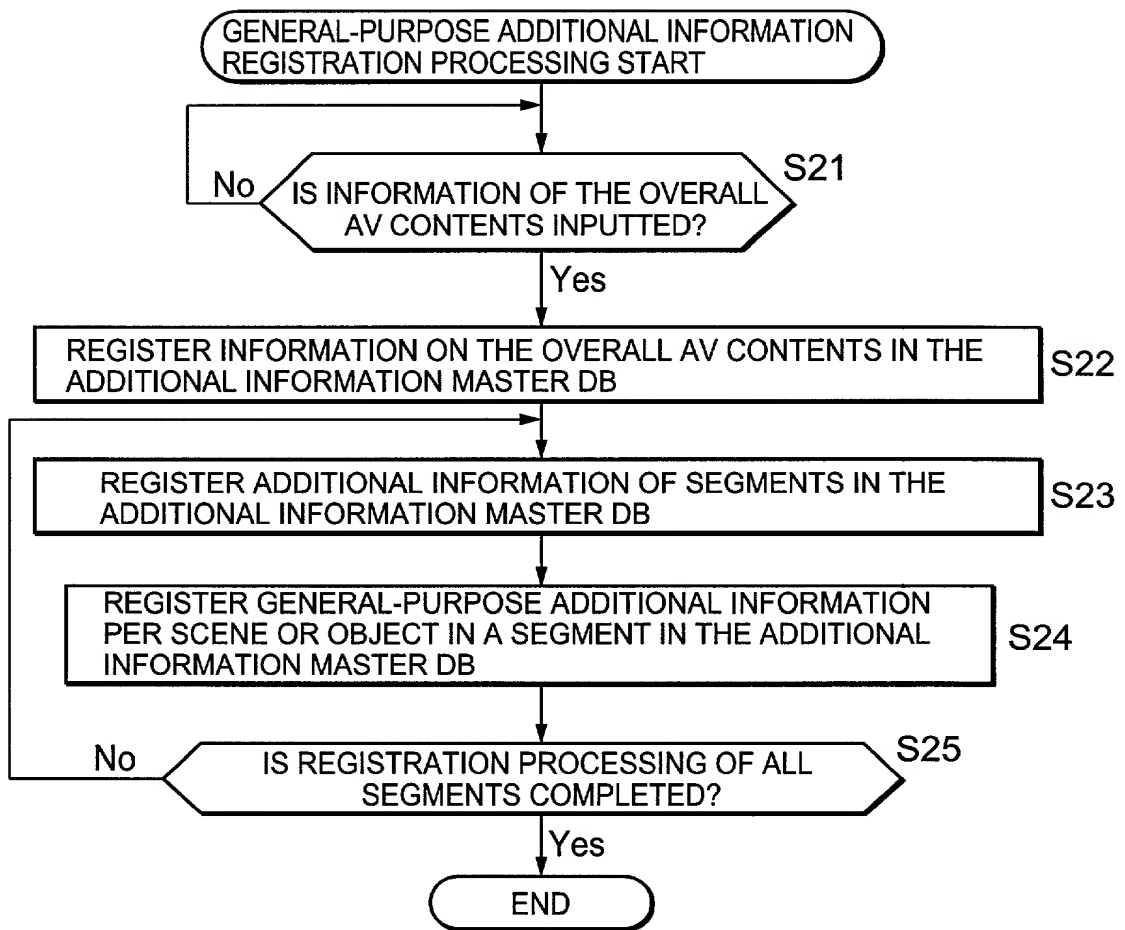 GENERAL-PURPOSE ADDITIONAL INFORMATION
REGISTRATION PROCESSING START
S21
No
IS INFORMATION OF THE OVERALL
AV CONTENTS INPUTTED?
Yes
REGISTER INFORMATION ON THE OVERALL AV CONTENTS IN THE
ADDITIONAL INFORMATION MASTER DB
S22
REGISTER ADDITIONAL INFORMATION OF SEGMENTS IN THE
ADDITIONAL INFORMATION MASTER DB
S23
REGISTER GENERAL-PURPOSE ADDITIONAL INFORMATION
PER SCENE OR OBJECT IN A SEGMENT IN THE ADDITIONAL
INFORMATION MASTER DB
S24
No
S25
IS REGISTRATION PROCESSING OF ALL
SEGMENTS COMPLETED?
Yes
END